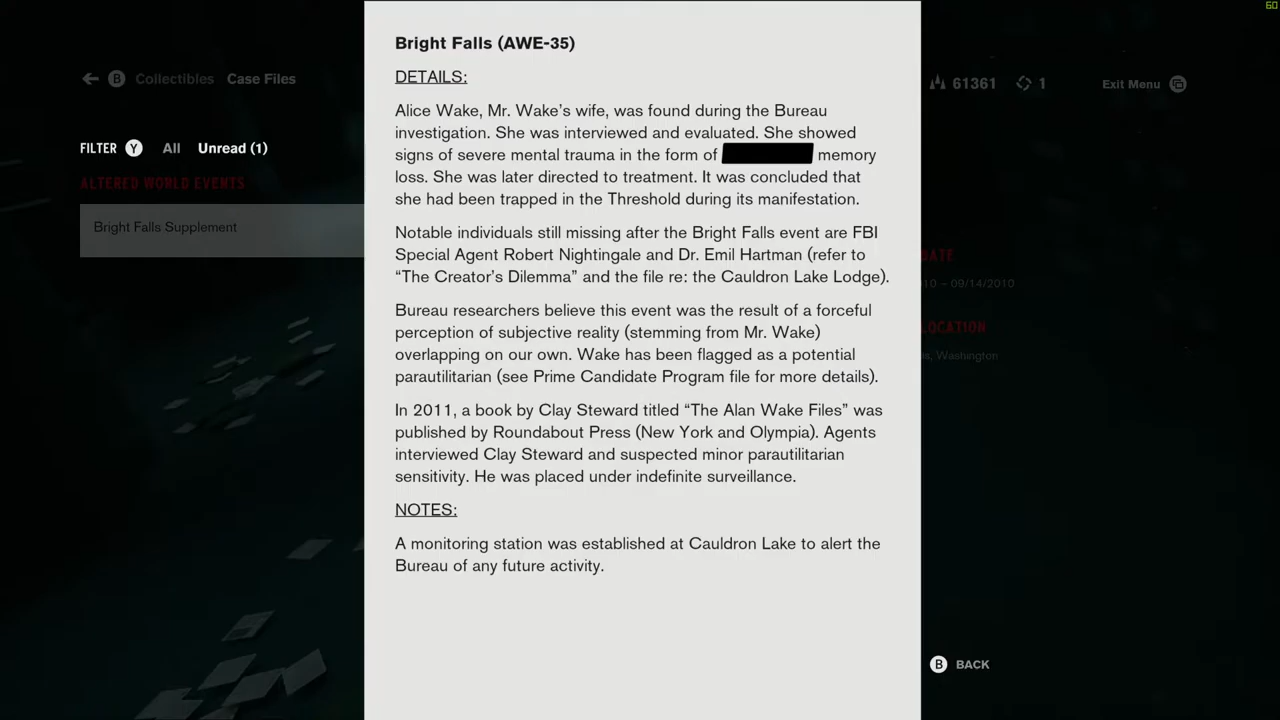 60
Bright Falls (AWE-35)
DETAILS:
B Collectibles Case Files
61361 1 Exit Menu
Alice Wake, Mr. Wake's wife, was found during the Bureau
investigation. She was interviewed and evaluated. She showed
signs of severe mental trauma in the form of memory
loss. She was later directed to treatment. It was concluded that
she had been trapped in the Threshold during its manifestation.
FILTER Y All Unread (1)
ALTERED WORLD EVENTS
Bright Falls Supplement
Notable individuals still missing after the Bright Falls event are FBI
Special Agent Robert Nightingale and Dr. Emil Hartman (refer to
“The Creator's Dilemma” and the file re: the Cauldron Lake Lodge).
Bureau researchers believe this event was the result of a forceful
perception of subjective reality (stemming from Mr. Wake)
overlapping on our own. Wake has been flagged as a potential
parautilitarian (see Prime Candidate Program file for more details).
In 2011, a book by Clay Steward titled “The Alan Wake Files” was
published by Roundabout Press (New York and Olympia). Agents
interviewed Clay Steward and suspected minor parautilitarian
sensitivity. He was placed under indefinite surveillance.
NOTES:
A monitoring station was established at Cauldron Lake to alert the
Bureau of any future activity.
ATE
10 – 09/14/2010
LOCATION
s, Washington
B BACK